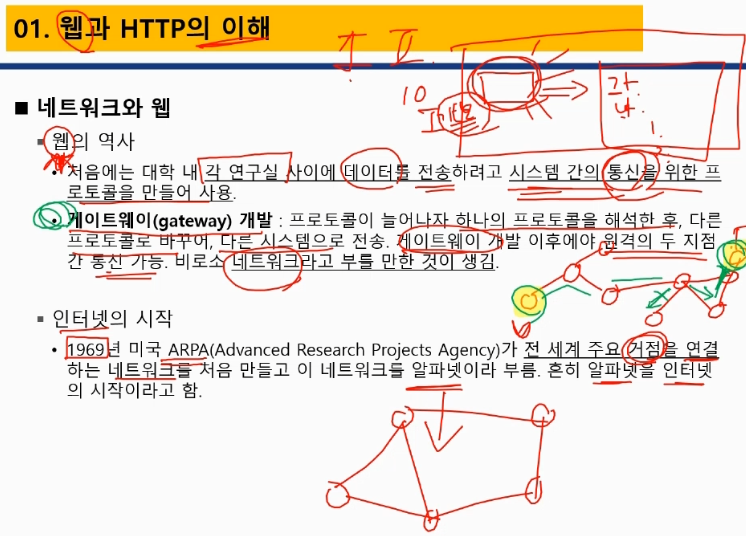 01. 웹과 HTTP의 이해
10
■ 네트워크와 웹
▪ 웹의 역사
• 처음에는 대학 내 각 연구실 사이에 데이터를 전송하려고 시스템 간의 통신을 위한 프
로토콜을 만들어 사용.
• 게이트웨이(gateway) 개발 : 프로토콜이 늘어나자 하나의 프로토콜을 해석한 후, 다른
프로토콜로 바꾸어, 다른 시스템으로 전송. 게이트웨이 개발 이후에야 원격의 두 지점
간 통신 가능. 비로소 네트워크라고 부를 만한 것이 생김.
▪ 인터넷의 시작
• 1969년 미국 ARPA(Advanced Research Projects Agency)가 전 세계 주요 거점을 연결
하는 네트워크를 처음 만들고 이 네트워크를 알파넷이라 부름. 흔히 알파넷을 인터넷
의 시작이라고 함.